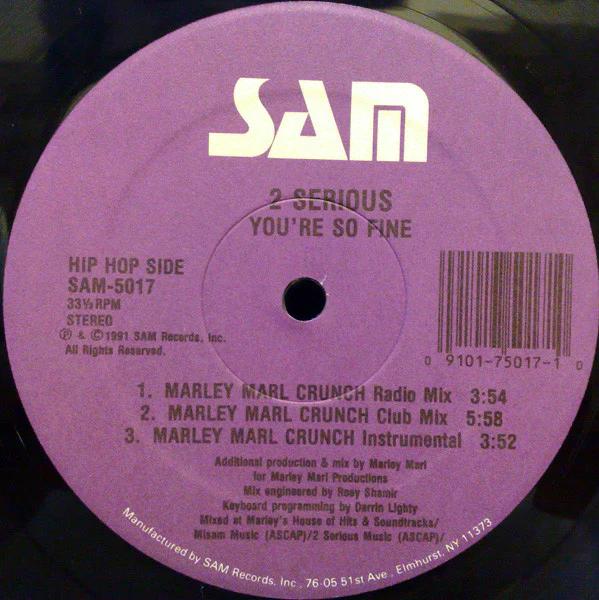 SAM
2 SERIOUS
YOU'RE SO FINE
HIP HOP SIDE
SAM-5017
33⅓ RPM
STEREO
Ⓟ & ©1991 SAM Records, Inc.
All Rights Reserved.
0 9101-75017-1 0
1. MARLEY MARL CRUNCH Radio Mix 3:54
2. MARLEY MARL CRUNCH Club Mix 5:58
3. MARLEY MARL CRUNCH Instrumental 3:52
Additional production & mix by Marley Marl
for Marley Marl Productions
Mix engineered by Roey Shamir
Keyboard programming by Darrin Lighty
Mixed at Marley's House of Hits & Soundtracks/
Misam Music (ASCAP)/2 Serious Music (ASCAP)/
Manufactured by SAM Records, Inc., 76-05 51st Ave., Elmhurst, NY 11373